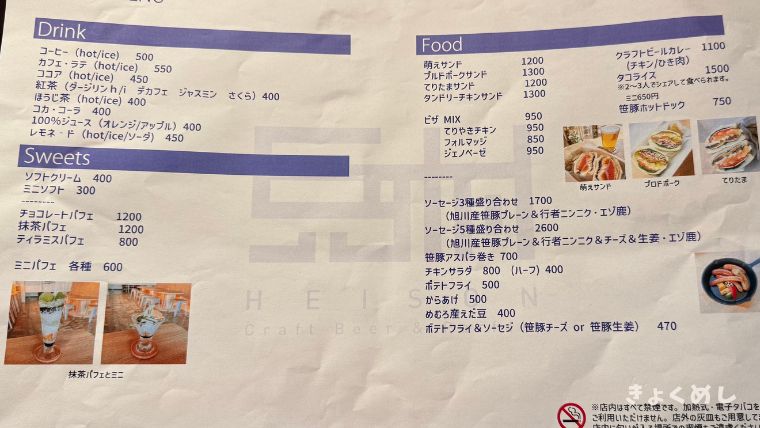 Drink
コーヒー（hot/ice） 500
カフェ・ラテ（hot/ice） 550
ココア（hot/ice） 450
紅茶（ダージリンh/i デカフェ ジャスミン さくら）400
ほうじ茶（hot/ice）400
コカ・コーラ 400
100%ジュース（オレンジ/アップル）400
レモネ－ド（hot/ice/ソーダ） 450
Sweets
ソフトクリーム 400
ミニソフト 300
--------
チョコレートパフェ 1200
抹茶パフェ 1200
ティラミスパフェ 800
ミニパフェ 各種 600
抹茶パフェとミニ
Food
萌えサンド 1200
プルドポークサンド 1300
てりたまサンド 1200
タンドリーチキンサンド 1300
ピザ MIX 950
てりやきチキン 950
フォルマッジ 850
ジェノベーゼ 950
クラフトビールカレー 1100
（チキン/ひき肉）
タコライス 1500
※2～3人でシェアして食べられます。
ミニ650円
笹豚ホットドック 750
萌えサンド
プロドポーク
てりたま
--------
ソーセージ3種盛り合わせ 1700
（旭川産笹豚プレーン＆行者ニンニク・エゾ鹿）
ソーセージ5種盛り合わせ 2600
（旭川産笹豚プレーン＆行者ニンニク＆チーズ＆生姜・エゾ鹿）
笹豚アスパラ巻き 700
チキンサラダ 800 （ハーフ）400
ポテトフライ 500
からあげ 500
めむろ産えだ豆 400
ポテトフライ＆ソーセジ（笹豚チーズ or 笹豚生姜） 470
HEISON
Craft Beer &
きょくめし
※店内はすべて禁煙です。加熱式・電子タバコを
ご利用いただけません。店外の灰皿もご用意して